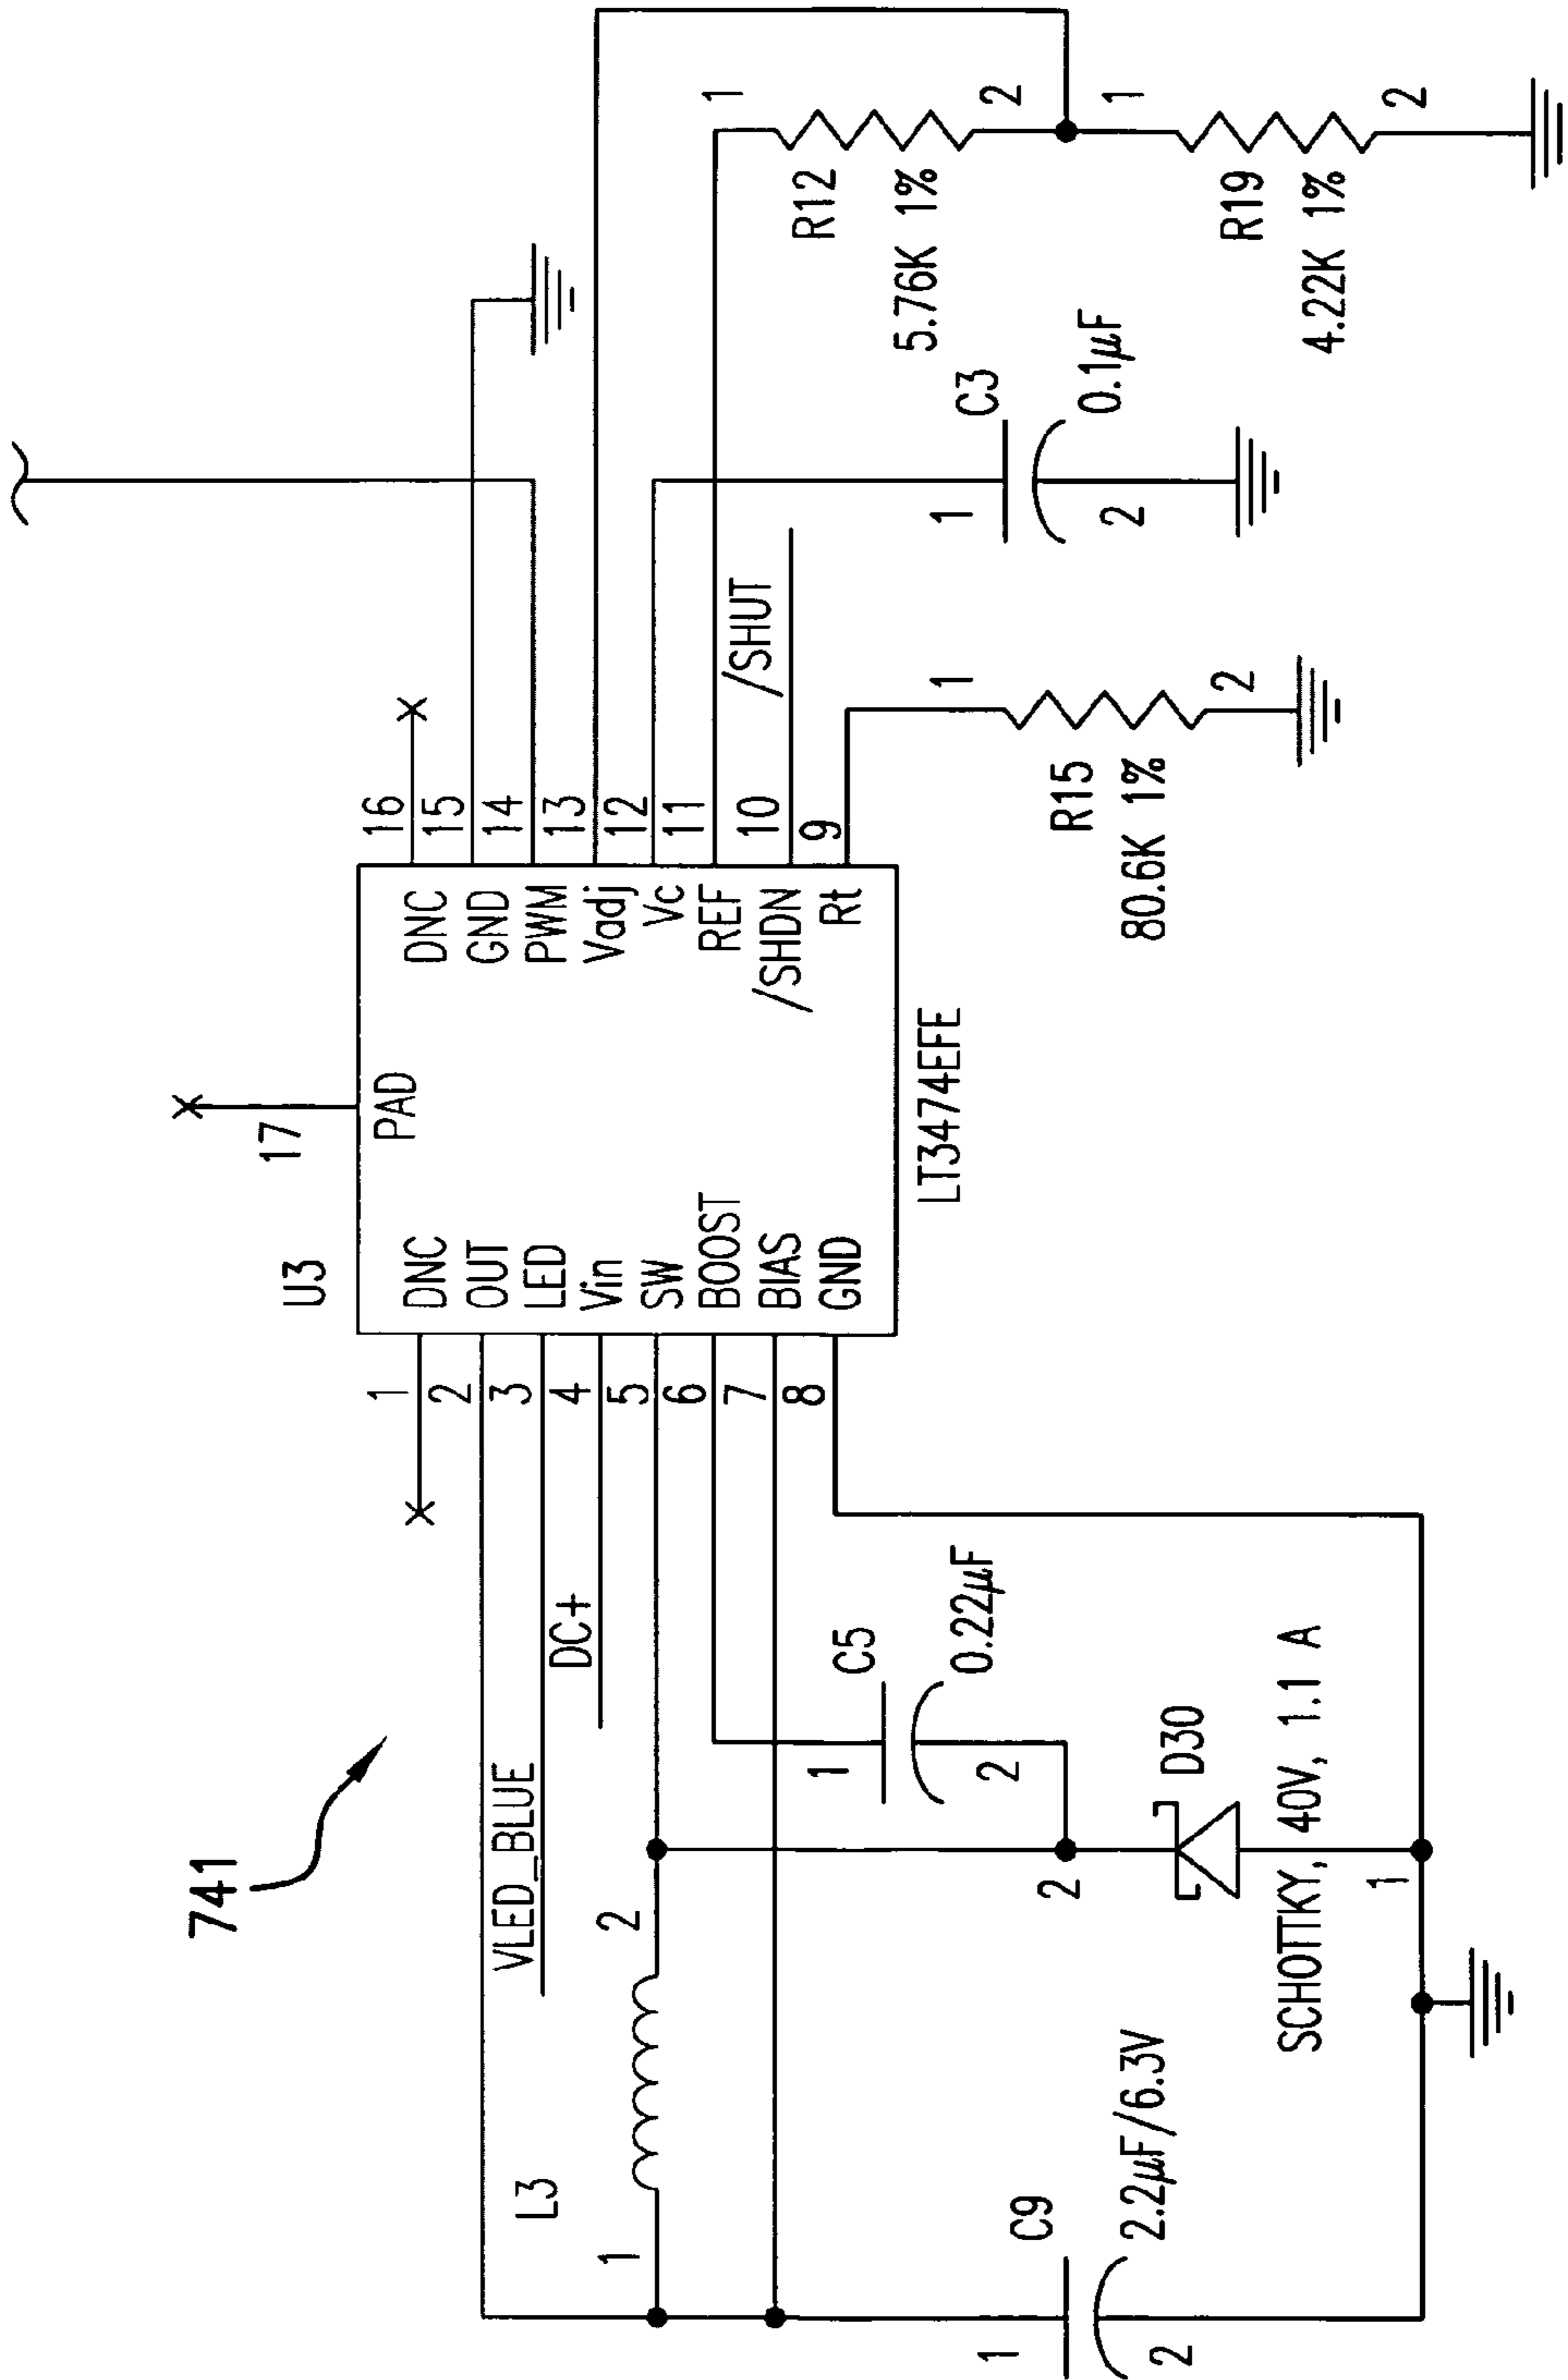 741
U3
17
PAD
1
DNC
2
OUT
3
LED
VLED_BLUE
4
Vin
DC+
5
SW
6
BOOST
7
BIAS
8
GND
16
DNC
15
GND
14
PWM
13
Vadj
12
Vc
11
REF
10
/SHDN
/SHUT
9
Rt
LT3474EFE
L3
1
2
C5
0.22µF
1
2
D30
2
1
SCHOTTKY, 40V, 1.1 A
C9
2.2µF/6.3V
1
2
R15
80.6K 1%
1
2
C3
0.1µF
1
2
R12
5.76K 1%
1
2
R19
4.22K 1%
1
2